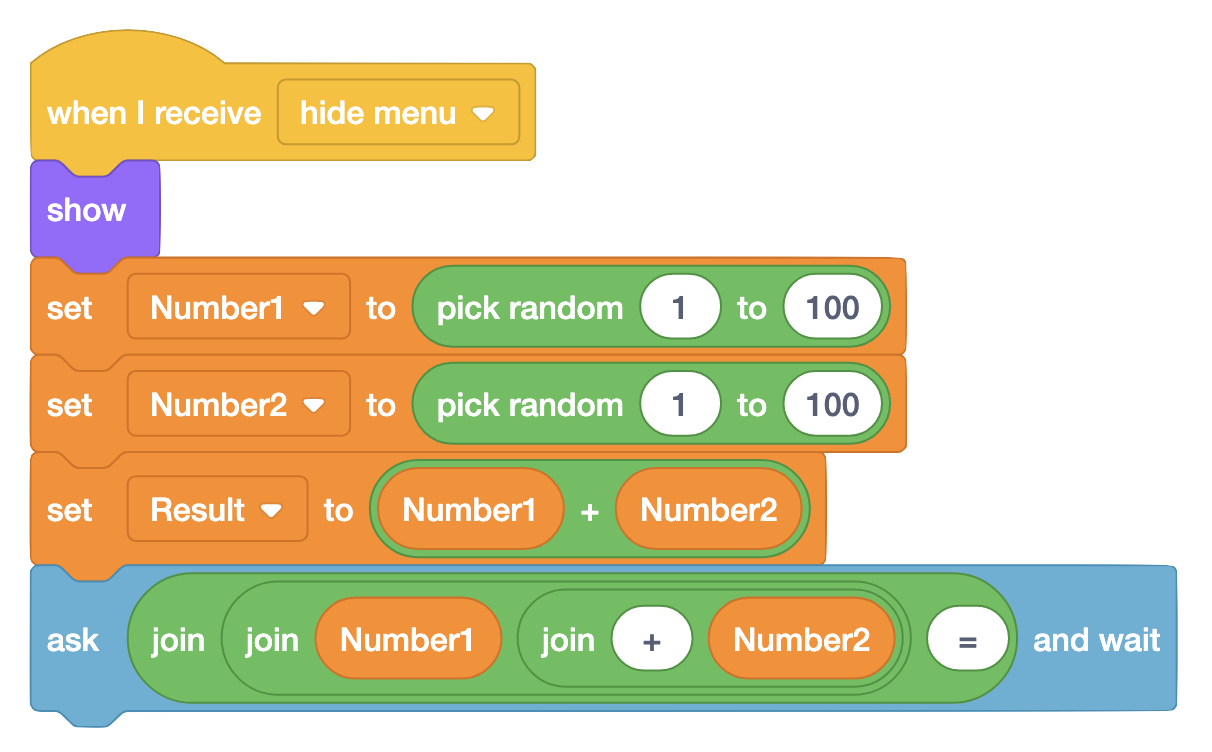 when I receive hide menu
show
set Number1 to pick random 1 to 100
set Number2 to pick random 1 to 100
set Result to Number1 + Number2
ask join join Number1 join + Number2 = and wait